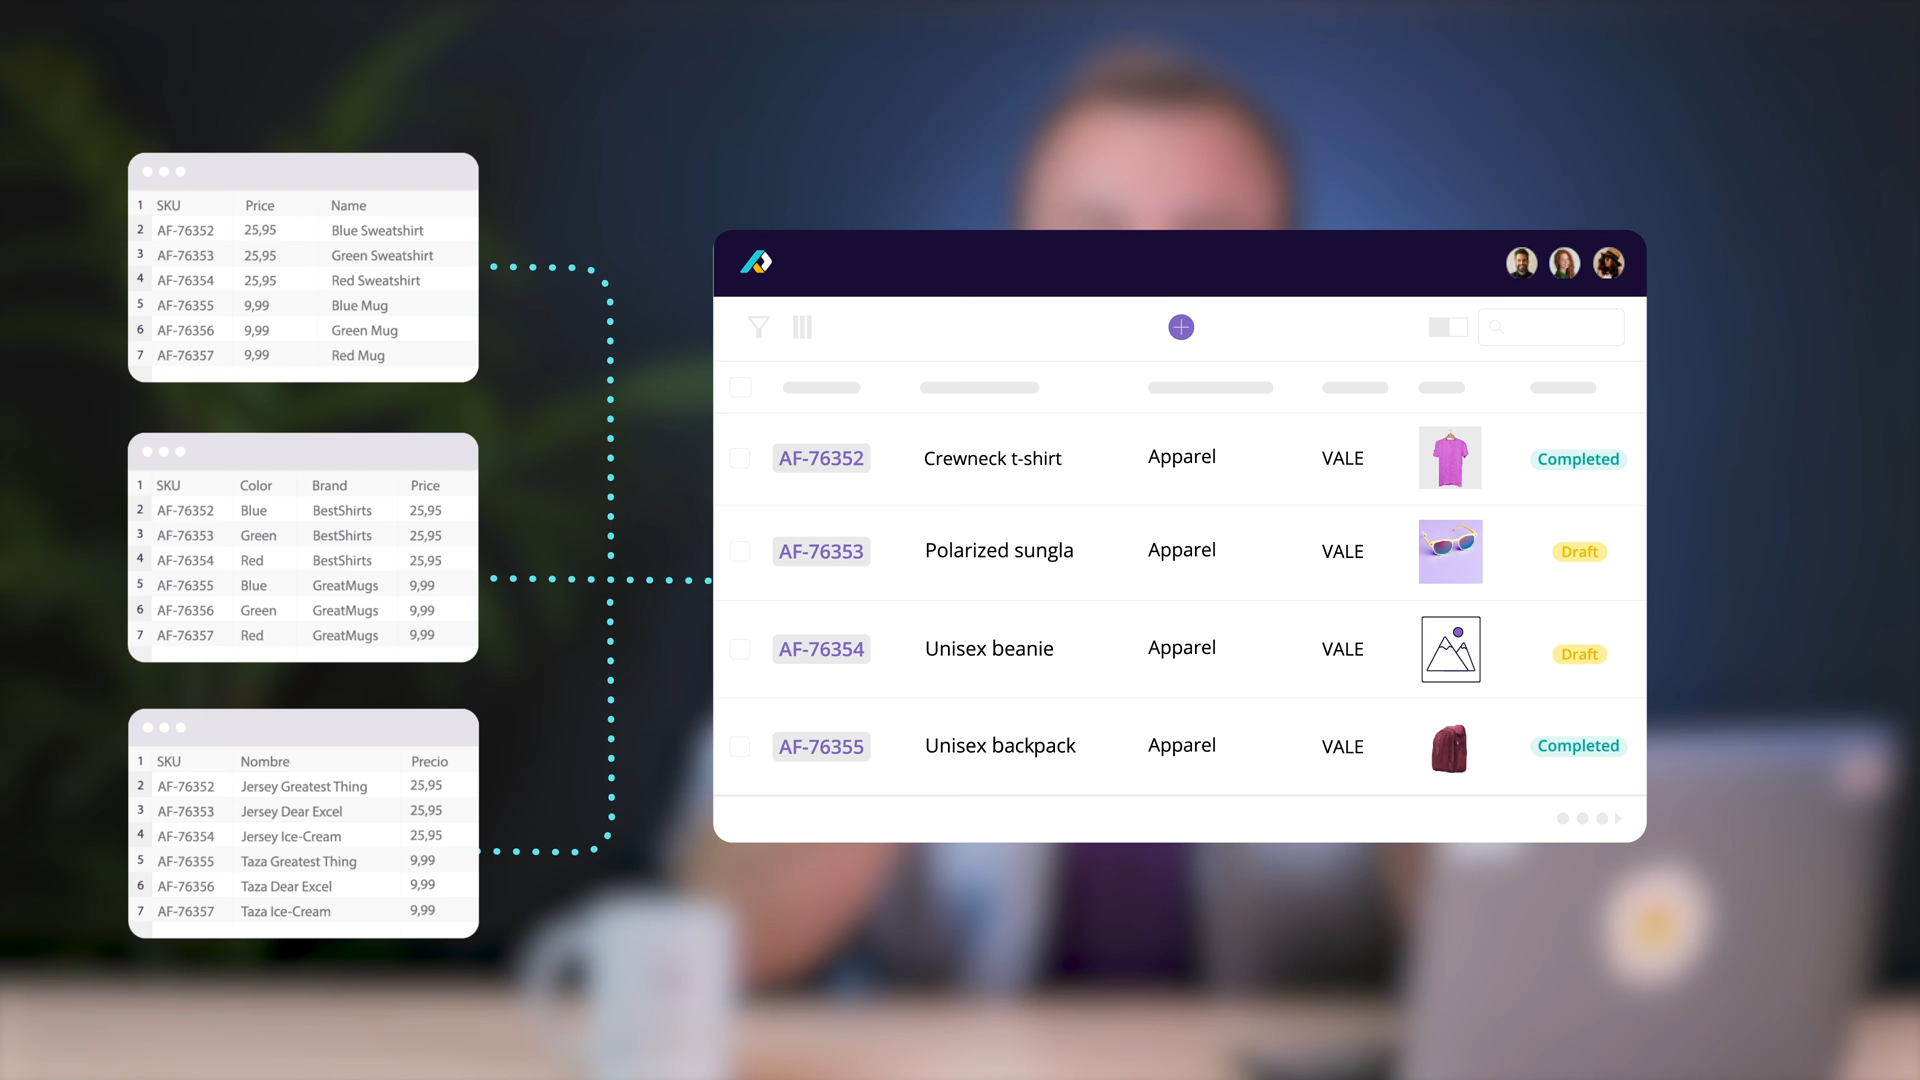 1 SKU Price Name
2 AF-76352 25,95 Blue Sweatshirt
3 AF-76353 25,95 Green Sweatshirt
4 AF-76354 25,95 Red Sweatshirt
5 AF-76355 9,99 Blue Mug
6 AF-76356 9,99 Green Mug
7 AF-76357 9,99 Red Mug
1 SKU Color Brand Price
2 AF-76352 Blue BestShirts 25,95
3 AF-76353 Green BestShirts 25,95
4 AF-76354 Red BestShirts 25,95
5 AF-76355 Blue GreatMugs 9,99
6 AF-76356 Green GreatMugs 9,99
7 AF-76357 Red GreatMugs 9,99
1 SKU Nombre Precio
2 AF-76352 Jersey Greatest Thing 25,95
3 AF-76353 Jersey Dear Excel 25,95
4 AF-76354 Jersey Ice-Cream 25,95
5 AF-76355 Taza Greatest Thing 9,99
6 AF-76356 Taza Dear Excel 9,99
7 AF-76357 Taza Ice-Cream 9,99
AF-76352 Crewneck t-shirt Apparel VALE Completed
AF-76353 Polarized sungla Apparel VALE Draft
AF-76354 Unisex beanie Apparel VALE Draft
AF-76355 Unisex backpack Apparel VALE Completed